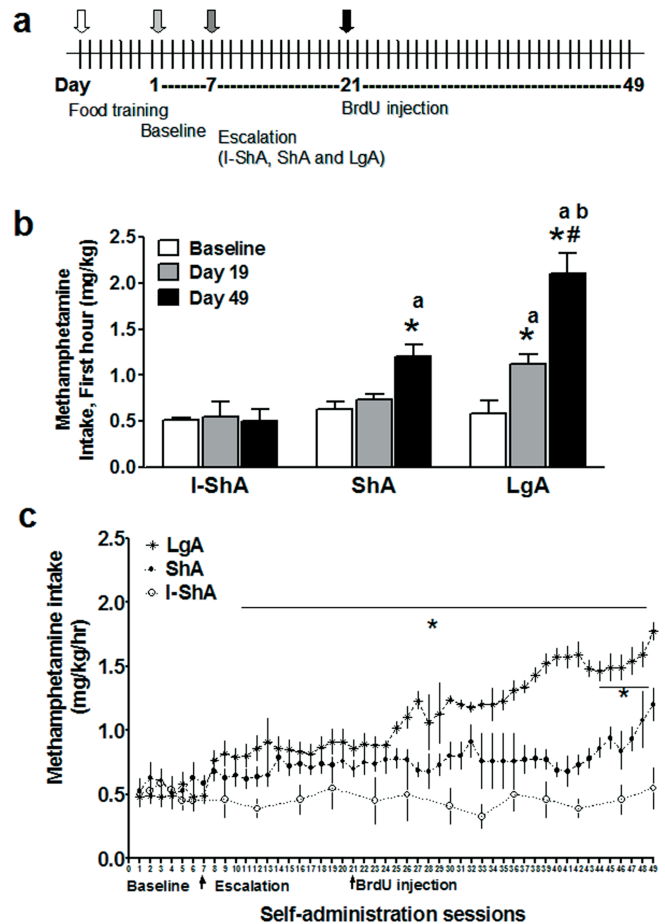 a
Day 1--------7----------------21-----------------------------------49
Food training
BrdU injection
Baseline
Escalation
(I-ShA, ShA and LgA)
b
Methamphetamine
Intake, First hour (mg/kg)
2.5
2.0
1.5
1.0
0.5
0.0
Baseline
Day 19
Day 49
a
*
a
*
a b
*#
I-ShA ShA LgA
c
Methamphetamine intake
(mg/kg/hr)
2.5
2.0
1.5
1.0
0.5
0.0
LgA
ShA
I-ShA
*
*
0 1 2 3 4 5 6 7 8 9 10 11 12 13 14 15 16 17 18 19 20 21 22 23 24 25 26 27 28 29 30 31 32 33 34 35 36 37 38 39 40 41 42 43 44 45 46 47 48 49
Baseline Escalation BrdU injection
Self-administration sessions